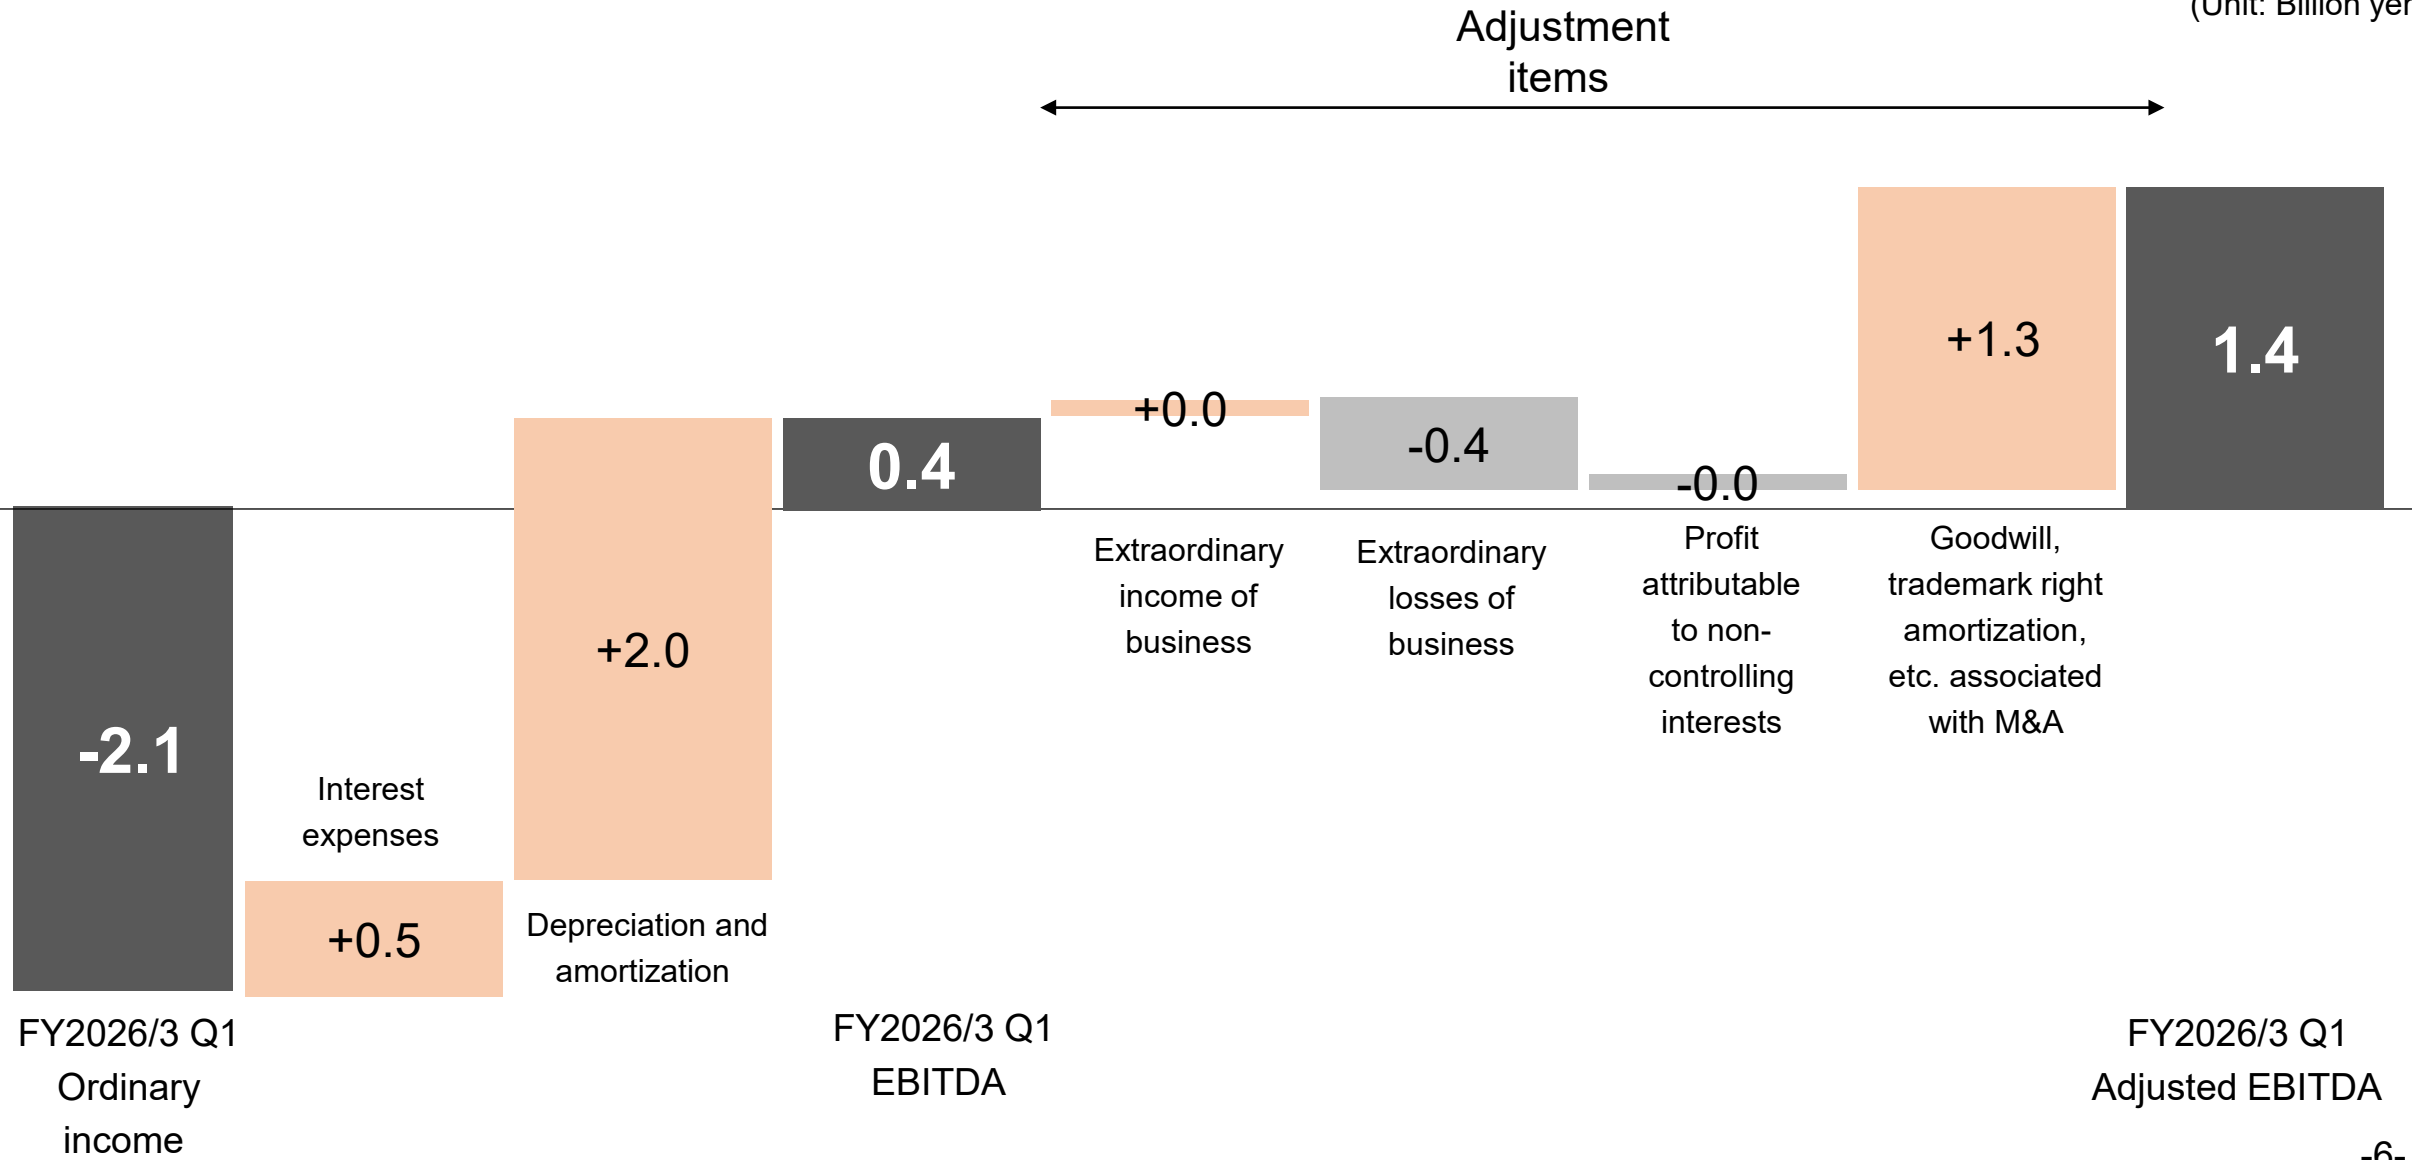 (Unit: Billion yen
Adjustment
items
+1.3
1.4
+0.0
-0.4
0.4
-0.0
Extraordinary
income of
business
Extraordinary
losses of
business
Profit
attributable
to non-
controlling
interests
Goodwill,
trademark right
amortization,
etc. associated
with M&A
+2.0
-2.1
Interest
expenses
+0.5
Depreciation and
amortization
FY2026/3 Q1
Ordinary
income
FY2026/3 Q1
EBITDA
FY2026/3 Q1
Adjusted EBITDA
-6-